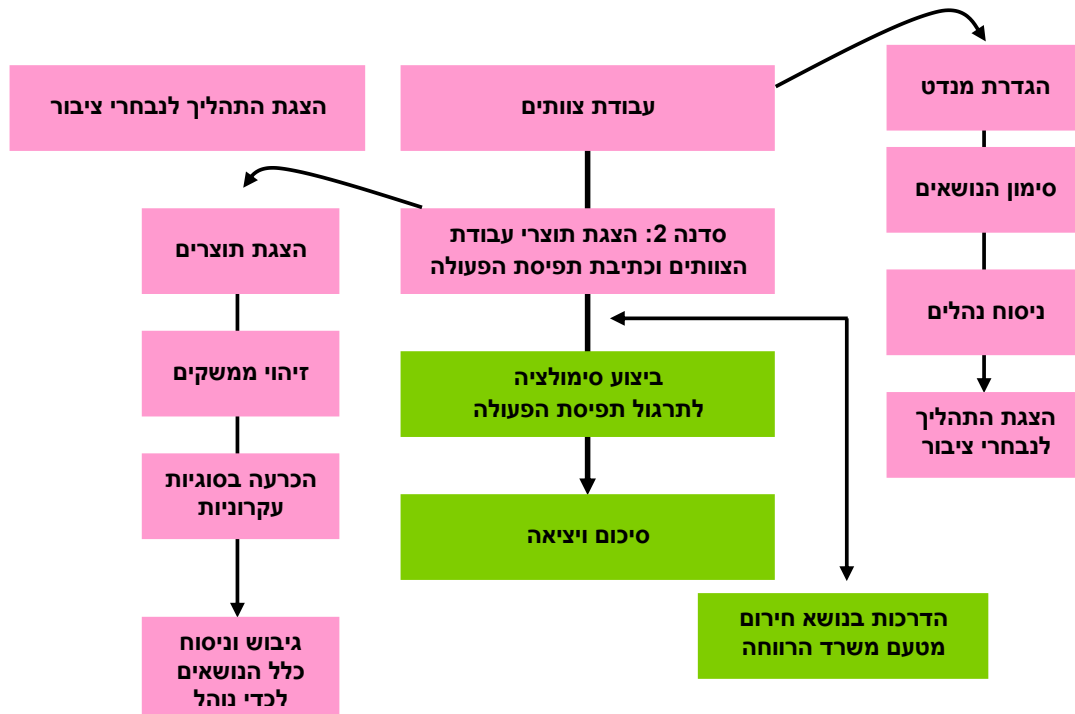 הגדרת מנדט
סימון הנושאים
ניסוח נהלים
הצגת התהליך
לנבחרי ציבור
עבודת צוותים
סדנה 2: הצגת תוצרי עבודת
הצוותים וכתיבת תפיסת הפעולה
ביצוע סימולציה
לתרגול תפיסת הפעולה
סיכום ויציאה
הדרכות בנושא חירום
מטעם משרד הרווחה
הצגת התהליך לנבחרי ציבור
הצגת תוצרים
זיהוי ממשקים
הכרעה בסוגיות
עקרוניות
גיבוש וניסוח
כלל הנושאים
לכדי נוהל